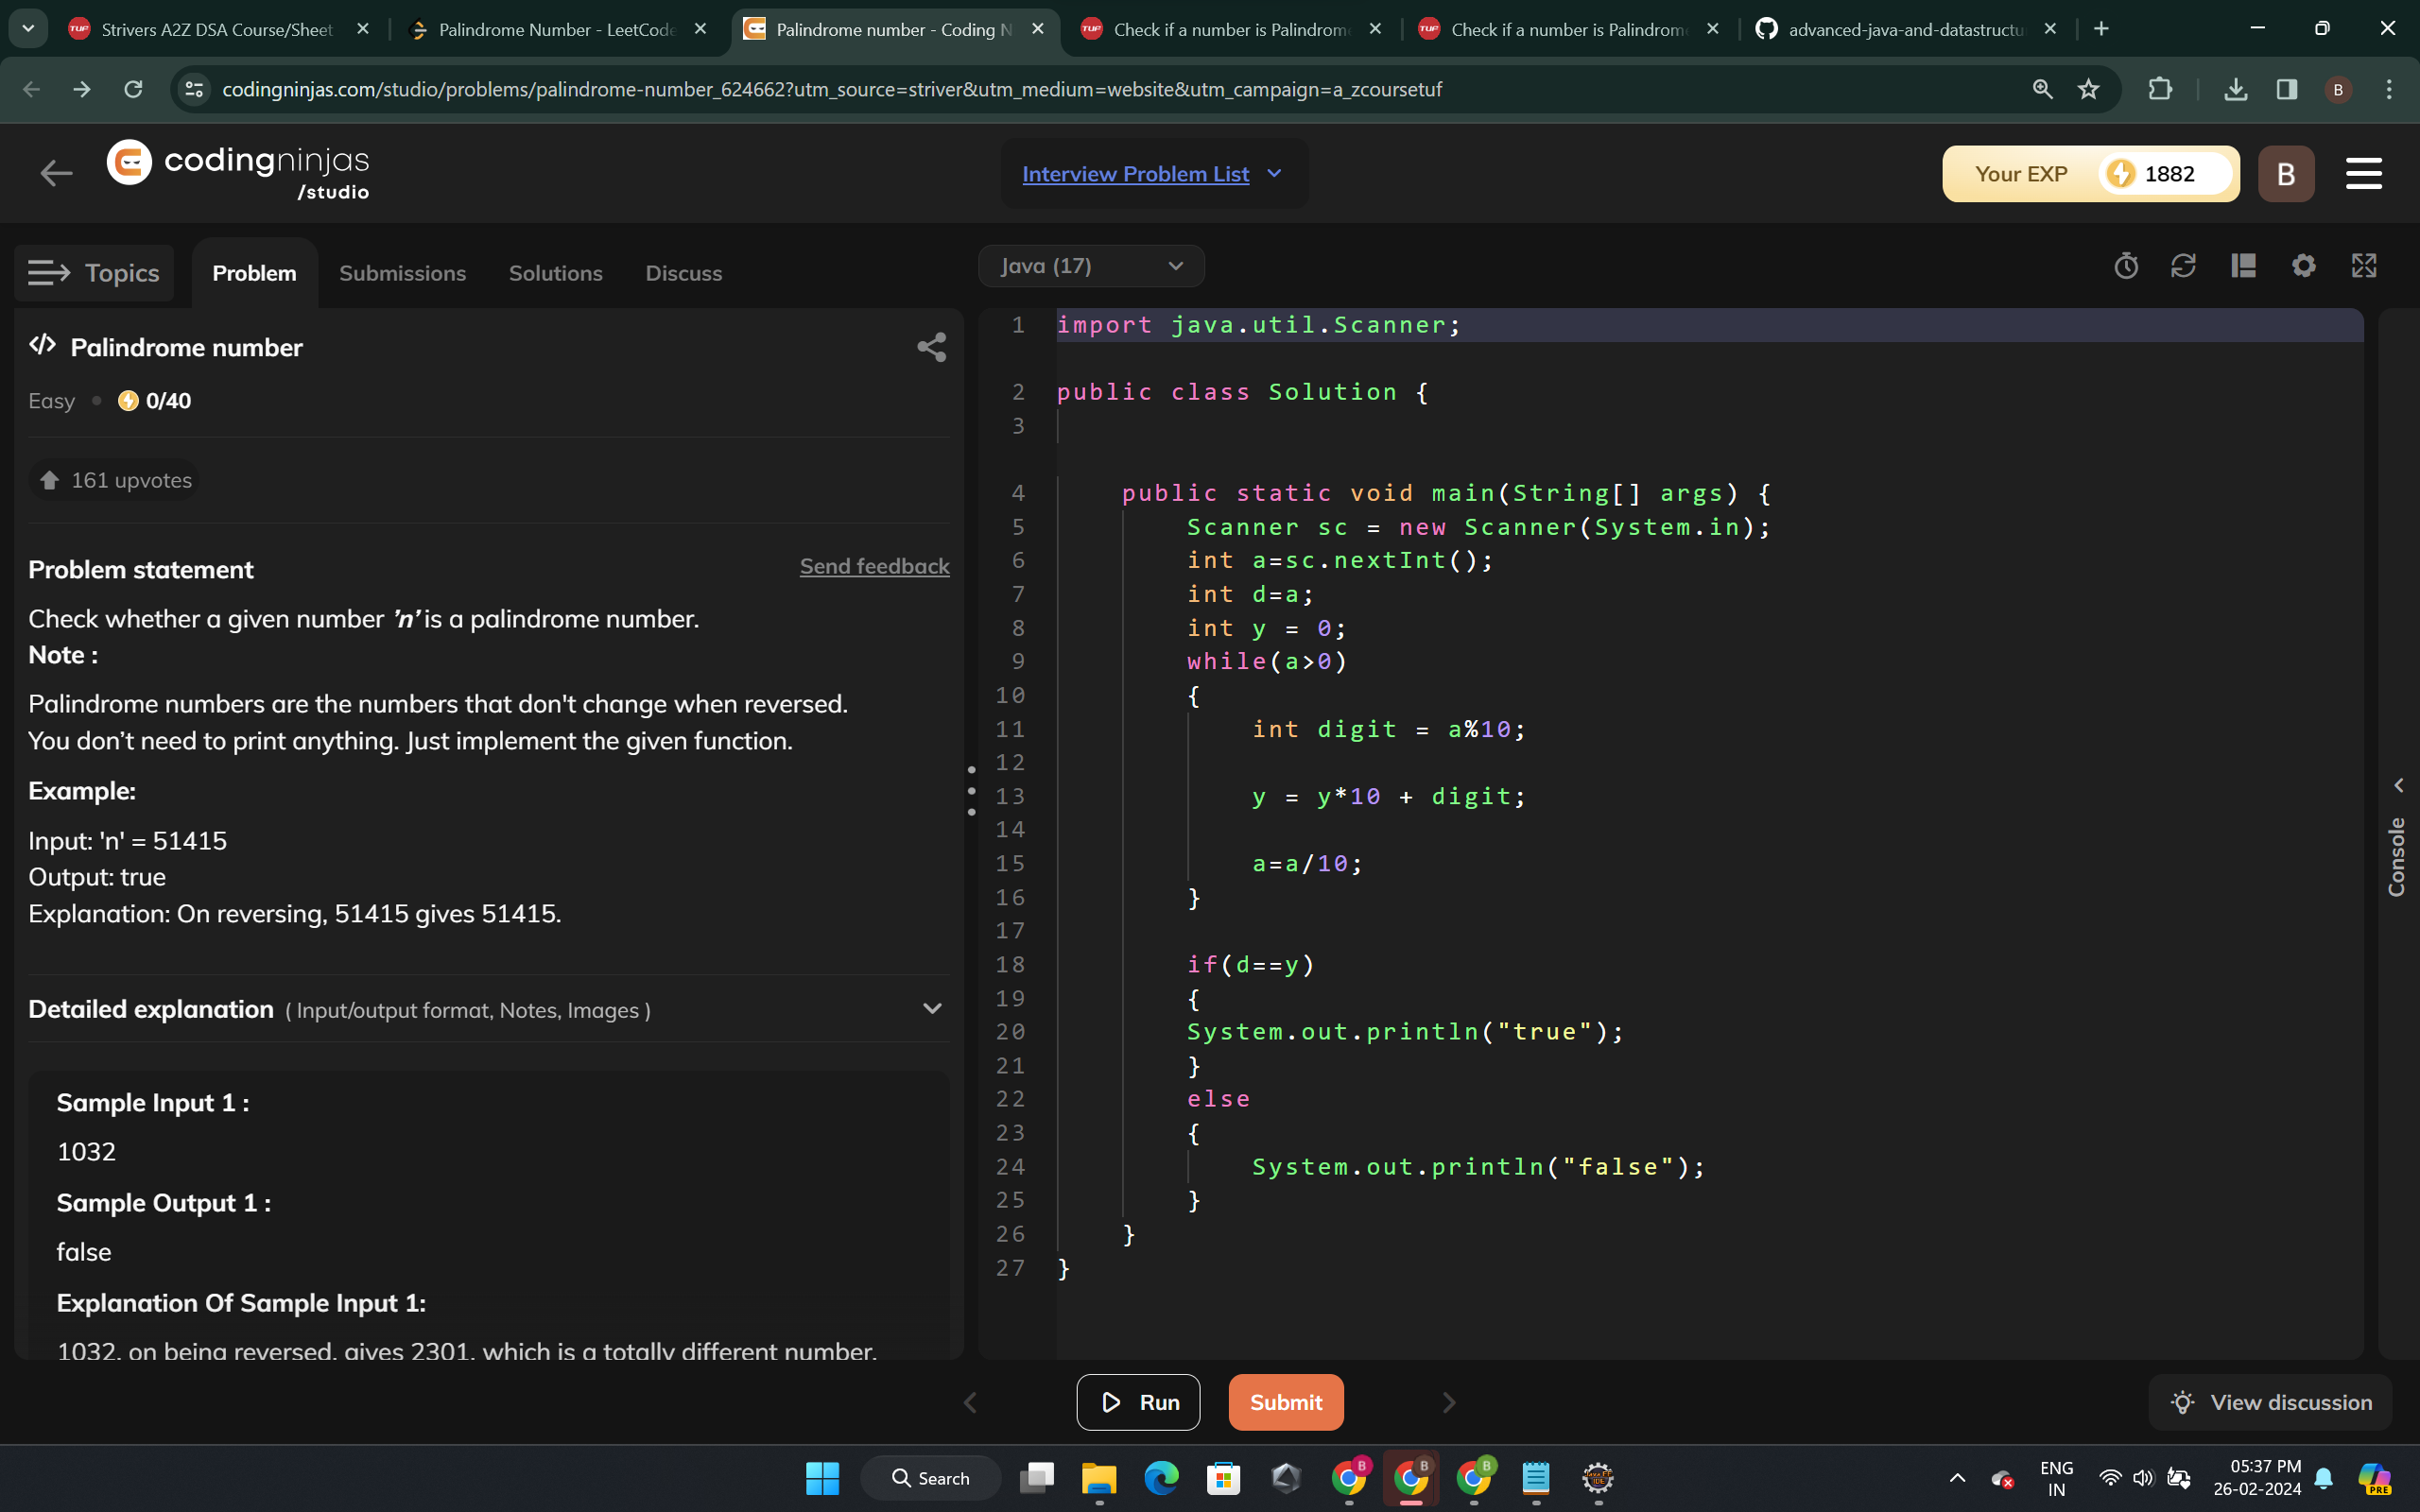 Strivers A2Z DSA Course/Sheet
Palindrome Number - LeetCode
Palindrome number - Coding N
Check if a number is Palindrome
Check if a number is Palindrome
advanced-java-and-datastructu
codingninjas.com/studio/problems/palindrome-number_624662?utm_source=striver&utm_medium=website&utm_campaign=a_zcoursetuf
B
codingninjas
/studio
Interview Problem List
Your EXP 1882
B
Topics
Problem
Submissions
Solutions
Discuss
Java (17)
</> Palindrome number
Easy • 0/40
161 upvotes
Problem statement
Send feedback
Check whether a given number 'n' is a palindrome number.
Note :
Palindrome numbers are the numbers that don't change when reversed.
You don’t need to print anything. Just implement the given function.
Example:
Input: 'n' = 51415
Output: true
Explanation: On reversing, 51415 gives 51415.
Detailed explanation ( Input/output format, Notes, Images )
Sample Input 1 :
1032
Sample Output 1 :
false
Explanation Of Sample Input 1:
1032, on being reversed, gives 2301, which is a totally different number.
1 import java.util.Scanner;
2 public class Solution {
3
4 public static void main(String[] args) {
5 Scanner sc = new Scanner(System.in);
6 int a=sc.nextInt();
7 int d=a;
8 int y = 0;
9 while(a>0)
10 {
11 int digit = a%10;
12
13 y = y*10 + digit;
14
15 a=a/10;
16 }
17
18 if(d==y)
19 {
20 System.out.println("true");
21 }
22 else
23 {
24 System.out.println("false");
25 }
26 }
27 }
Console
Run
Submit
View discussion
Search
B
B
B
ENG
IN
05:37 PM
26-02-2024
PRE